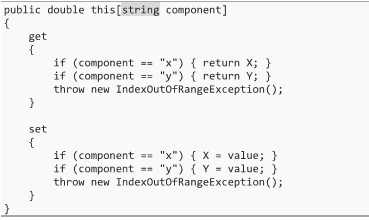 public double this[string component]
{
    get
    {
        if (component == "x") { return X; }
        if (component == "y") { return Y; }
        throw new IndexOutOfRangeException();
    }

    set
    {
        if (component == "x") { X = value; }
        if (component == "y") { Y = value; }
        throw new IndexOutOfRangeException();
    }
}